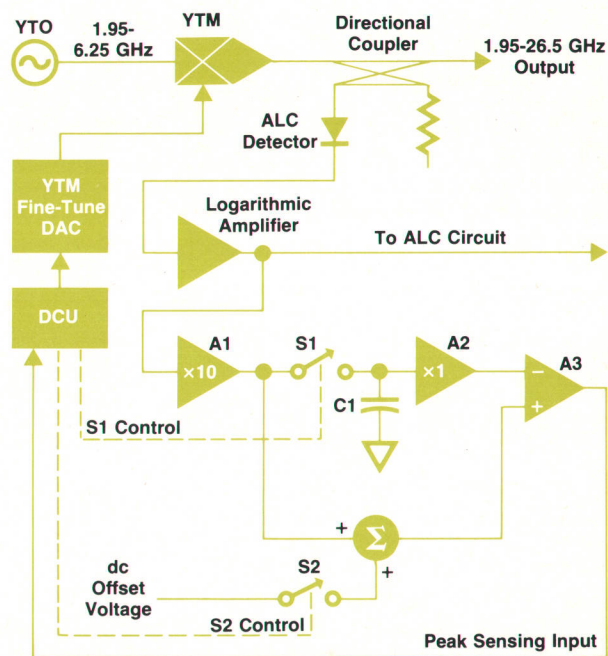 YTO
1.95-
6.25 GHz
YTM
Directional
Coupler
1.95-26.5 GHz
Output
ALC
Detector
YTM
Fine-Tune
DAC
Logarithmic
Amplifier
To ALC Circuit
DCU
A1
×10
S1
A2
×1
A3
−
+
C1
S1 Control
+
Σ
+
dc
Offset
Voltage
S2
S2 Control
Peak Sensing Input